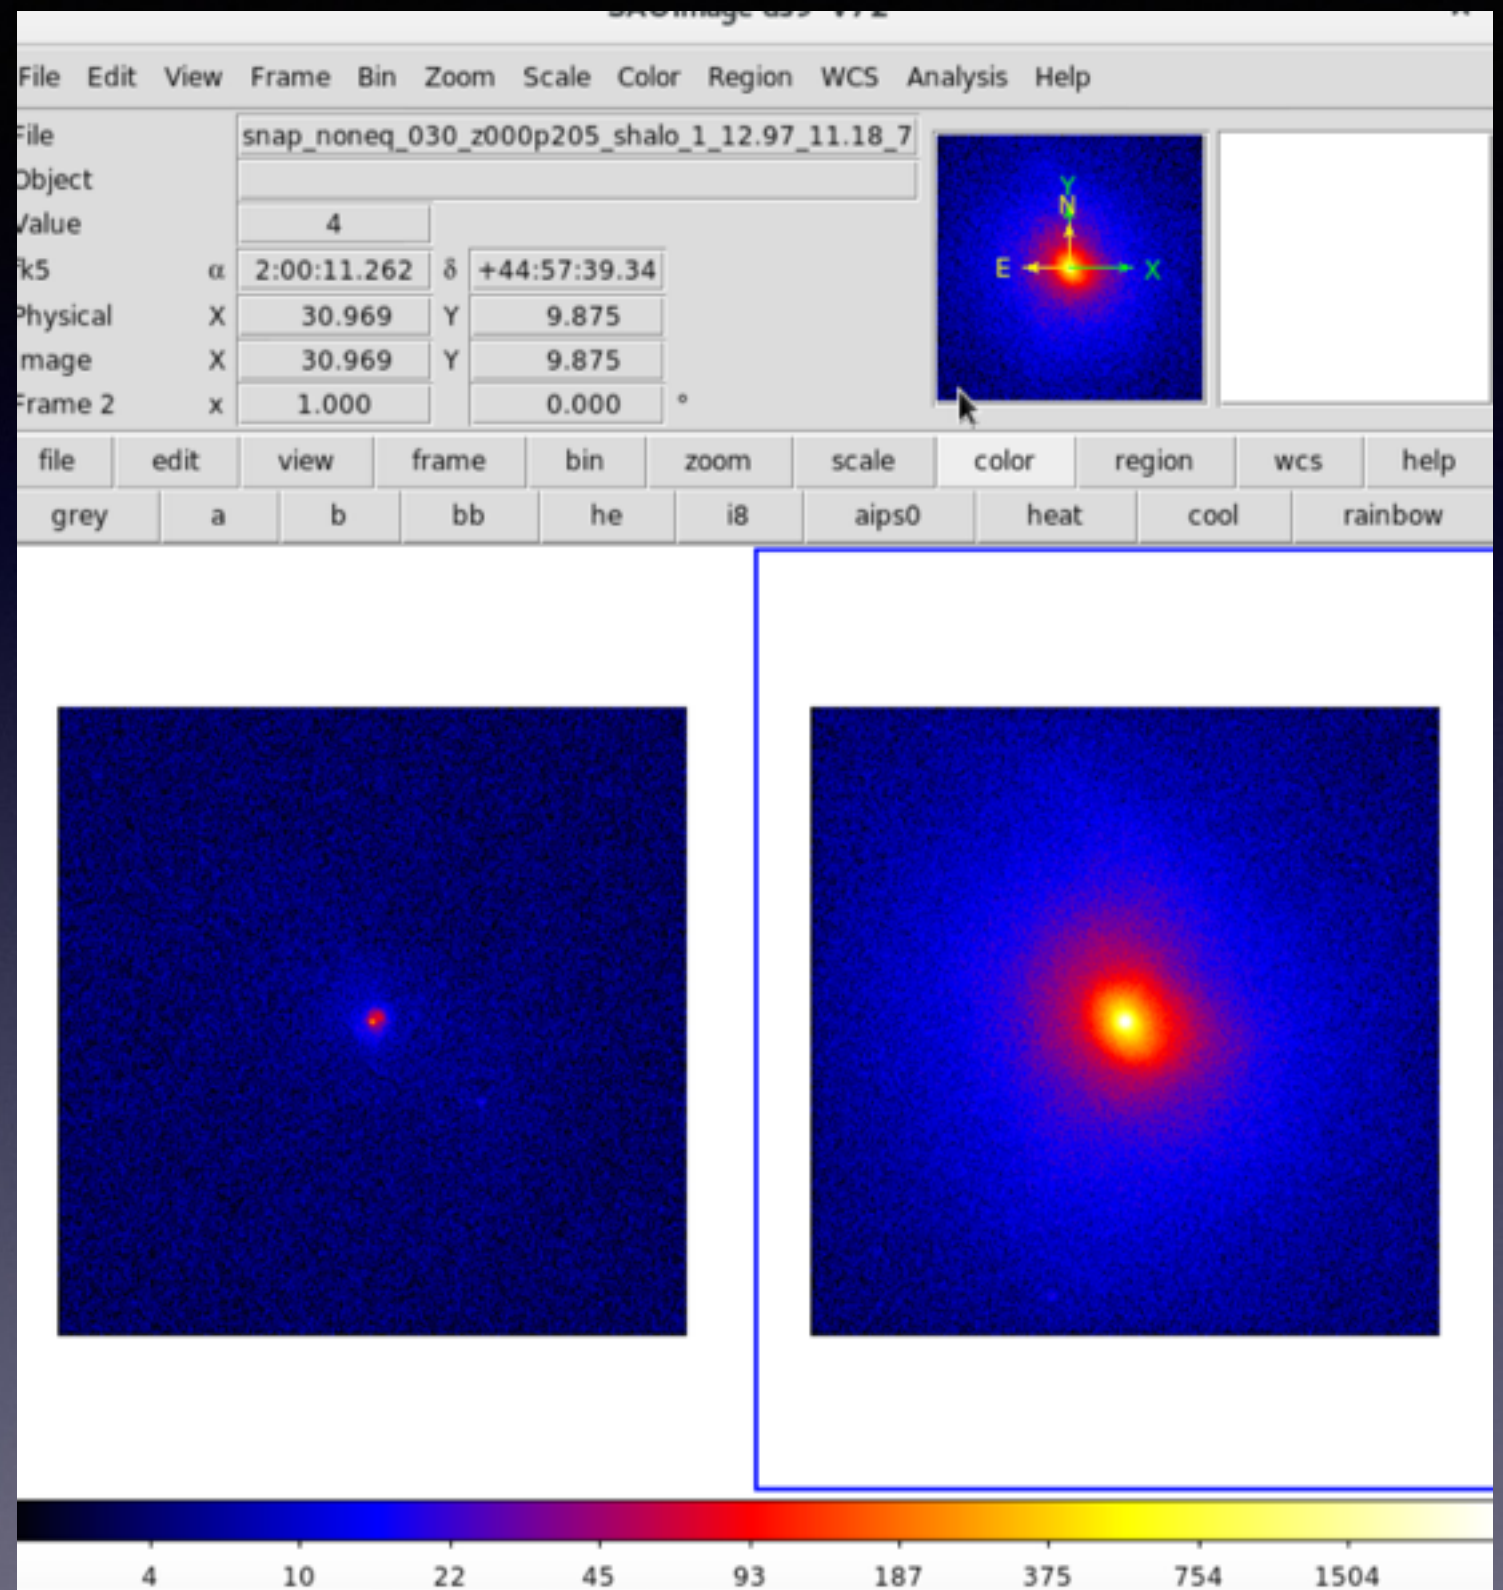 File Edit View Frame Bin Zoom Scale Color Region WCS Analysis Help
File snap_noneq_030_z000p205_shalo_1_12.97_11.18_7
Object
Value 4
fk5 α 2:00:11.262 δ +44:57:39.34
Physical X 30.969 Y 9.875
Image X 30.969 Y 9.875
Frame 2 x 1.000 0.000 °
Y
N
E X
file edit view frame bin zoom scale color region wcs help
grey a b bb he i8 aips0 heat cool rainbow
4 10 22 45 93 187 375 754 1504